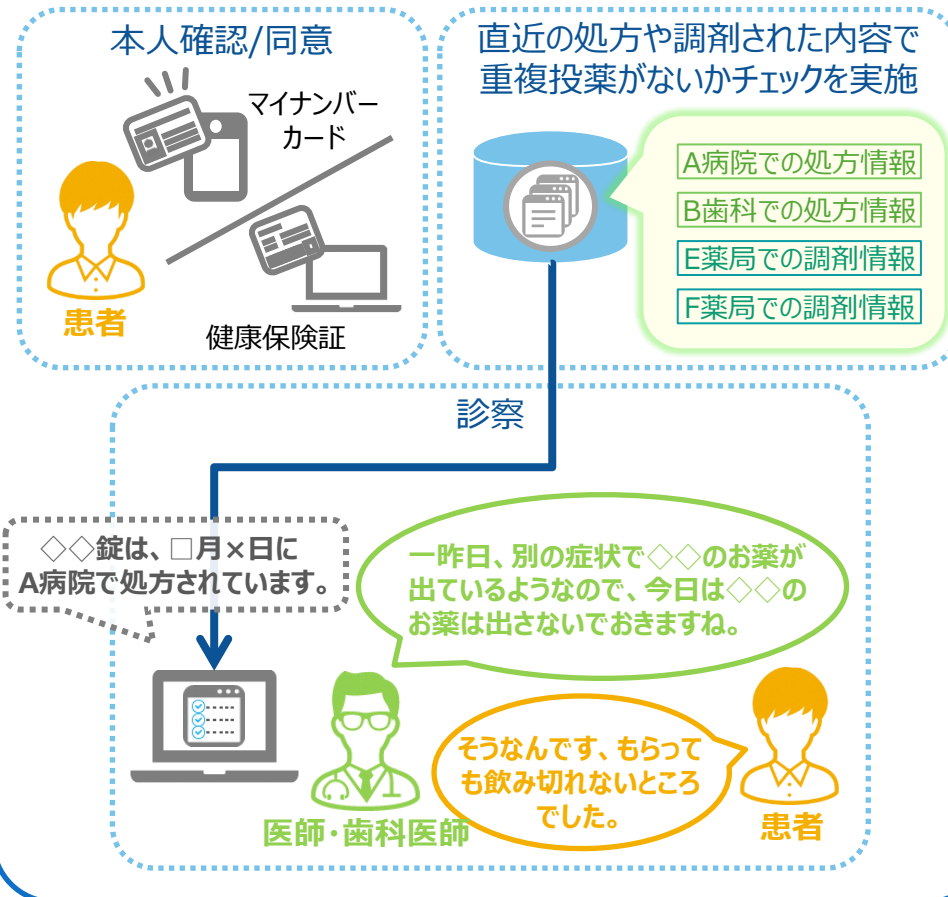 本人確認/同意
マイナンバー
カード
患者
健康保険証
直近の処方や調剤された内容で
重複投薬がないかチェックを実施
A病院での処方情報
B歯科での処方情報
E薬局での調剤情報
F薬局での調剤情報
診察
◇◇錠は、□月×日に
A病院で処方されています。
一昨日、別の症状で◇◇のお薬が
出ているようなので、今日は◇◇の
お薬は出さないでおきますね。
そうなんです、もらって
も飲み切れないところ
でした。
医師・歯科医師
患者